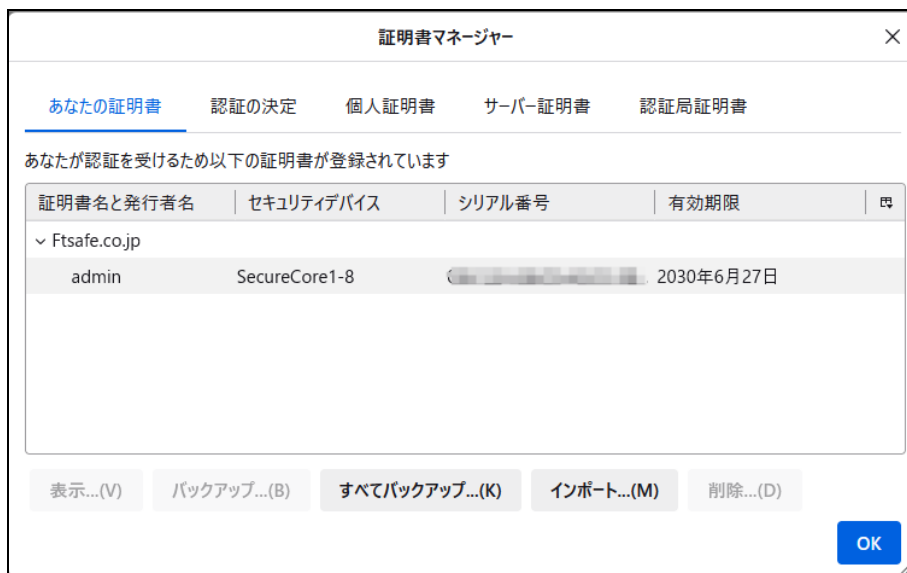 証明書マネージャー
あなたの証明書 認証の決定 個人証明書 サーバー証明書 認証局証明書
あなたが認証を受けるため以下の証明書が登録されています
証明書名と発行者名 セキュリティデバイス シリアル番号 有効期限
Ftsafe.co.jp
admin SecureCore1-8 2030年6月27日
表示...(V) バックアップ...(B) すべてバックアップ...(K) インポート...(M) 削除...(D)
OK